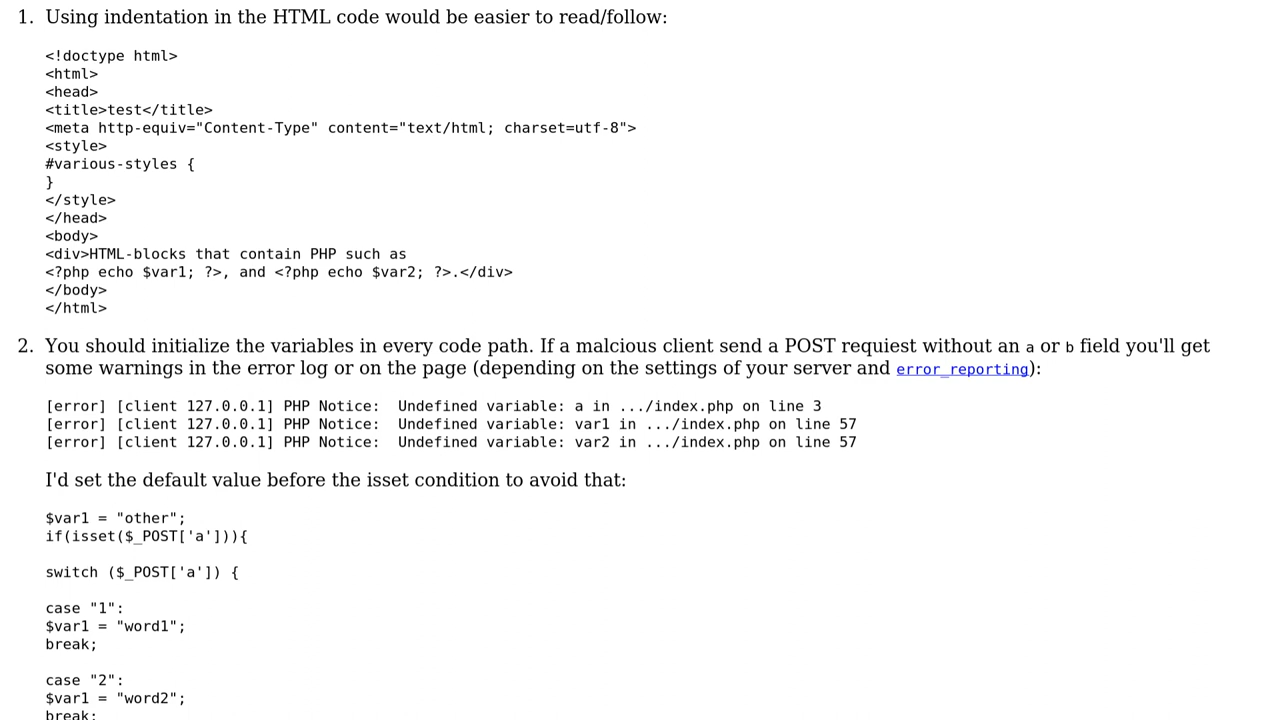 1. Using indentation in the HTML code would be easier to read/follow:
<!doctype html>
<html>
<head>
<title>test</title>
<meta http-equiv="Content-Type" content="text/html; charset=utf-8">
<style>
#various-styles {
}
</style>
</head>
<body>
<div>HTML-blocks that contain PHP such as
<?php echo $var1; ?>, and <?php echo $var2; ?>.</div>
</body>
</html>
2. You should initialize the variables in every code path. If a malcious client send a POST requiest without an a or b field you'll get
some warnings in the error log or on the page (depending on the settings of your server and error_reporting):
[error] [client 127.0.0.1] PHP Notice:  Undefined variable: a in .../index.php on line 3
[error] [client 127.0.0.1] PHP Notice:  Undefined variable: var1 in .../index.php on line 57
[error] [client 127.0.0.1] PHP Notice:  Undefined variable: var2 in .../index.php on line 57
I'd set the default value before the isset condition to avoid that:
$var1 = "other";
if(isset($_POST['a'])){
switch ($_POST['a']) {
case "1":
$var1 = "word1";
break;
case "2":
$var1 = "word2";
break;